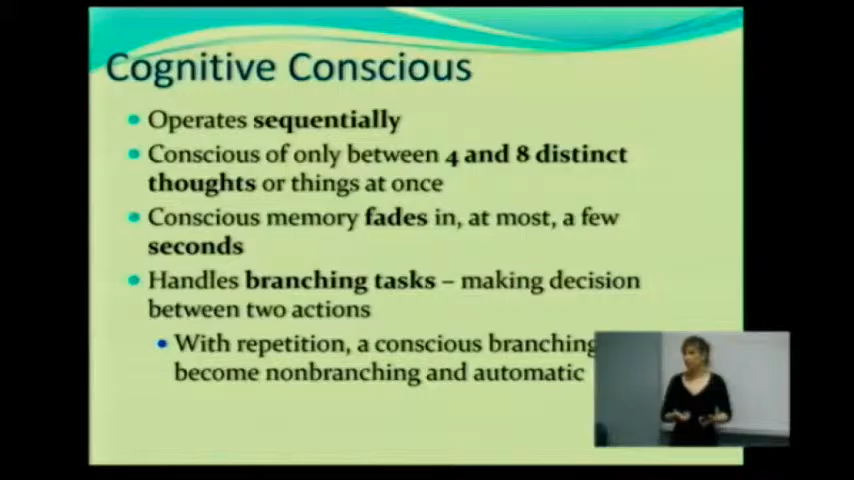 Cognitive Conscious
Operates sequentially
Conscious of only between 4 and 8 distinct
thoughts or things at once
Conscious memory fades in, at most, a few
seconds
Handles branching tasks – making decision
between two actions
With repetition, a conscious branching
become nonbranching and automatic